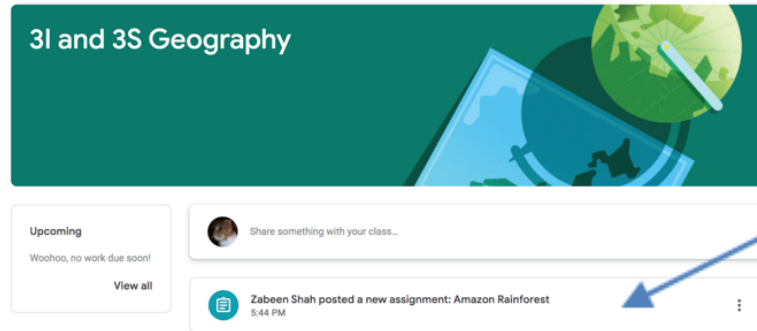 3I and 3S Geography
Upcoming
Woohoo, no work due soon!
View all
Share something with your class...
Zabeen Shah posted a new assignment: Amazon Rainforest
5:44 PM